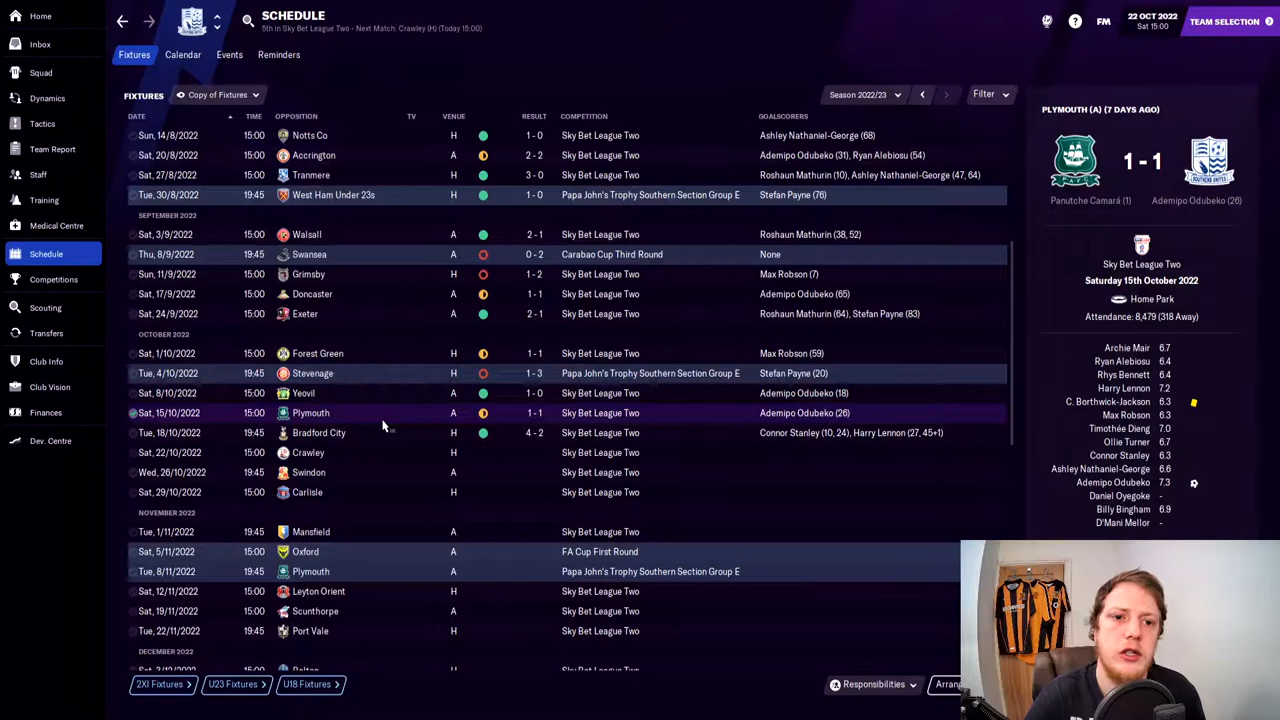 Home
Inbox
Squad
Dynamics
Tactics
Team Report
Staff
Training
Medical Centre
Schedule
Competitions
Scouting
Transfers
Club Info
Club Vision
Finances
Dev. Centre
SCHEDULE
5th in Sky Bet League Two - Next Match: Crawley (H) (Today 15:00)
? FM 22 OCT 2022 Sat 15:00 TEAM SELECTION
Fixtures Calendar Events Reminders
FIXTURES Copy of Fixtures Season 2022/23 Filter
DATE TIME OPPOSITION TV VENUE RESULT COMPETITION GOALSCORERS
Sun, 14/8/2022 15:00 Notts Co H 1 - 0 Sky Bet League Two Ashley Nathaniel-George (68)
Sat, 20/8/2022 15:00 Accrington A 2 - 2 Sky Bet League Two Ademipo Odubeko (31), Ryan Alebiosu (54)
Sat, 27/8/2022 15:00 Tranmere H 3 - 0 Sky Bet League Two Roshaun Mathurin (10), Ashley Nathaniel-George (47, 64)
Tue, 30/8/2022 19:45 West Ham Under 23s H 1 - 0 Papa John's Trophy Southern Section Group E Stefan Payne (76)
SEPTEMBER 2022
Sat, 3/9/2022 15:00 Walsall A 2 - 1 Sky Bet League Two Roshaun Mathurin (38, 52)
Thu, 8/9/2022 19:45 Swansea A 0 - 2 Carabao Cup Third Round None
Sun, 11/9/2022 15:00 Grimsby H 1 - 2 Sky Bet League Two Max Robson (7)
Sat, 17/9/2022 15:00 Doncaster A 1 - 1 Sky Bet League Two Ademipo Odubeko (65)
Sat, 24/9/2022 15:00 Exeter A 2 - 1 Sky Bet League Two Roshaun Mathurin (64), Stefan Payne (83)
OCTOBER 2022
Sat, 1/10/2022 15:00 Forest Green H 1 - 1 Sky Bet League Two Max Robson (59)
Tue, 4/10/2022 19:45 Stevenage H 1 - 3 Papa John's Trophy Southern Section Group E Stefan Payne (20)
Sat, 8/10/2022 15:00 Yeovil A 1 - 0 Sky Bet League Two Ademipo Odubeko (18)
Sat, 15/10/2022 15:00 Plymouth A 1 - 1 Sky Bet League Two Ademipo Odubeko (26)
Tue, 18/10/2022 19:45 Bradford City H 4 - 2 Sky Bet League Two Connor Stanley (10, 24), Harry Lennon (27, 45+1)
Sat, 22/10/2022 15:00 Crawley H Sky Bet League Two
Wed, 26/10/2022 19:45 Swindon A Sky Bet League Two
Sat, 29/10/2022 15:00 Carlisle H Sky Bet League Two
NOVEMBER 2022
Tue, 1/11/2022 19:45 Mansfield A Sky Bet League Two
Sat, 5/11/2022 15:00 Oxford A FA Cup First Round
Tue, 8/11/2022 19:45 Plymouth A Papa John's Trophy Southern Section Group E
Sat, 12/11/2022 15:00 Leyton Orient H Sky Bet League Two
Sat, 19/11/2022 15:00 Scunthorpe A Sky Bet League Two
Tue, 22/11/2022 19:45 Port Vale H Sky Bet League Two
DECEMBER 2022
Sat, 3/12/2022 15:00 Bolton H Sky Bet League Two
2XI Fixtures U23 Fixtures U18 Fixtures Responsibilities Arrang
PLYMOUTH (A) (7 DAYS AGO)
1 - 1
Panutche Camará (1) Ademipo Odubeko (26)
Sky Bet League Two
Saturday 15th October 2022
Home Park
Attendance: 8,479 (318 Away)
Archie Mair 6.7
Ryan Alebiosu 6.4
Rhys Bennett 6.4
Harry Lennon 7.2
C. Borthwick-Jackson 6.3
Max Robson 6.3
Timothée Dieng 7.0
Ollie Turner 6.7
Connor Stanley 6.3
Ashley Nathaniel-George 6.6
Ademipo Odubeko 7.3
Daniel Oyegoke -
Billy Bingham 6.9
D'Mani Mellor -